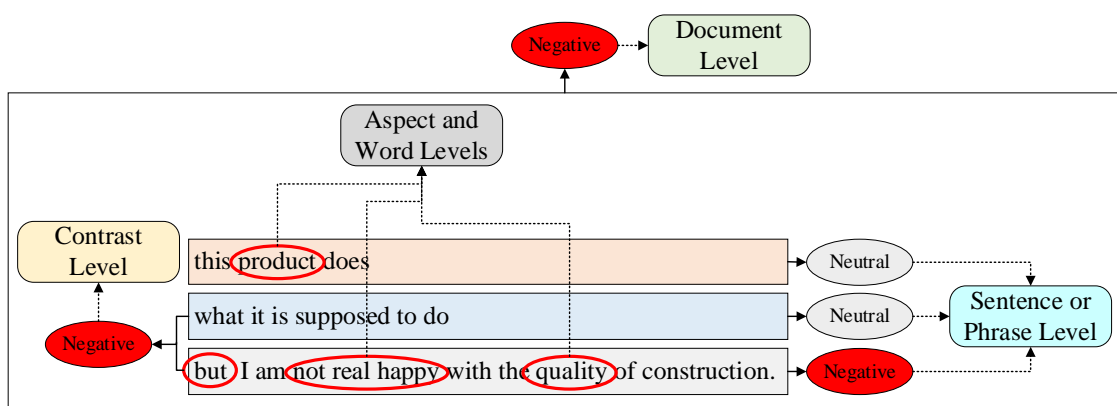 Negative
Document
Level
Aspect and
Word Levels
Contrast
Level
this product does
Neutral
what it is supposed to do
Neutral
Sentence or
Phrase Level
Negative
but I am not real happy with the quality of construction.
Negative